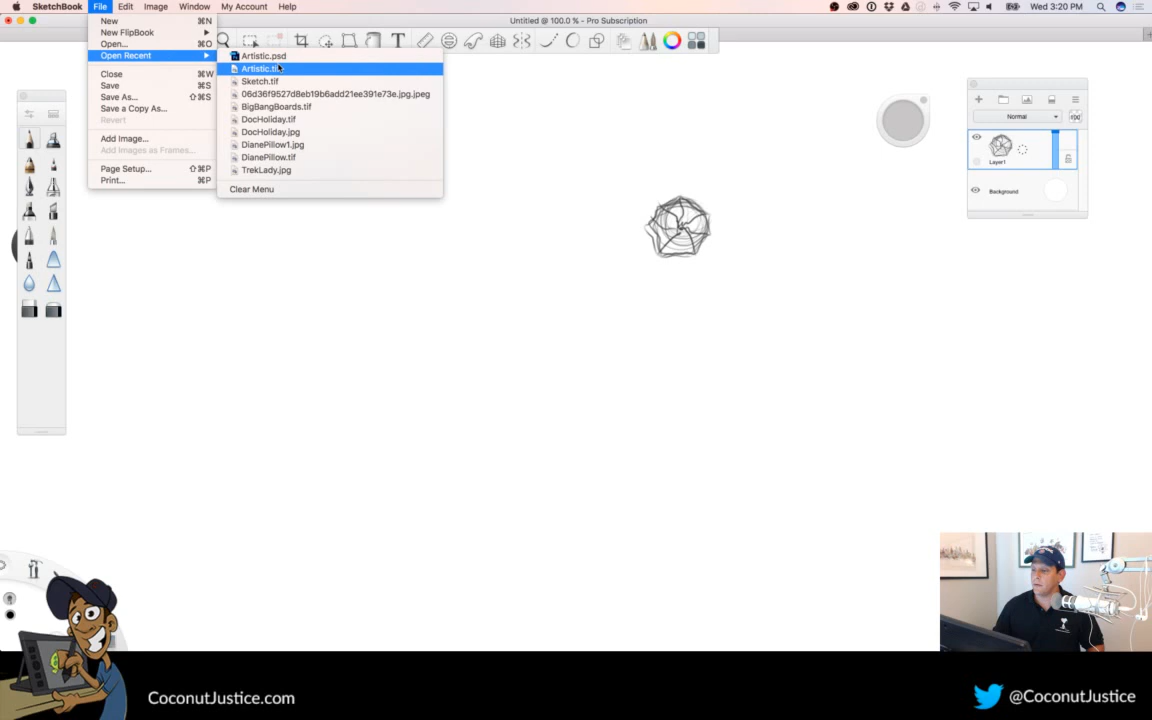 SketchBook File Edit Image Window My Account Help Wed 3:20 PM
Untitled @ 100.0 % - Pro Subscription
New ⌘N
New FlipBook
Open... ⌘O
Open Recent
Close ⌘W
Save ⌘S
Save As... ⇧⌘S
Save a Copy As...
Revert
Add Image...
Add Images as Frames...
Page Setup... ⇧⌘P
Print... ⌘P
Artistic.psd
Artistic.tif
Sketch.tif
06d36f9527d8eb19b6add21ee391e73e.jpg.jpeg
BigBangBoards.tif
DocHoliday.tif
DocHoliday.jpg
DianePillow1.jpg
DianePillow.tif
TrekLady.jpg
Clear Menu
T
Normal
Layer1
Background
CoconutJustice.com
@CoconutJustice